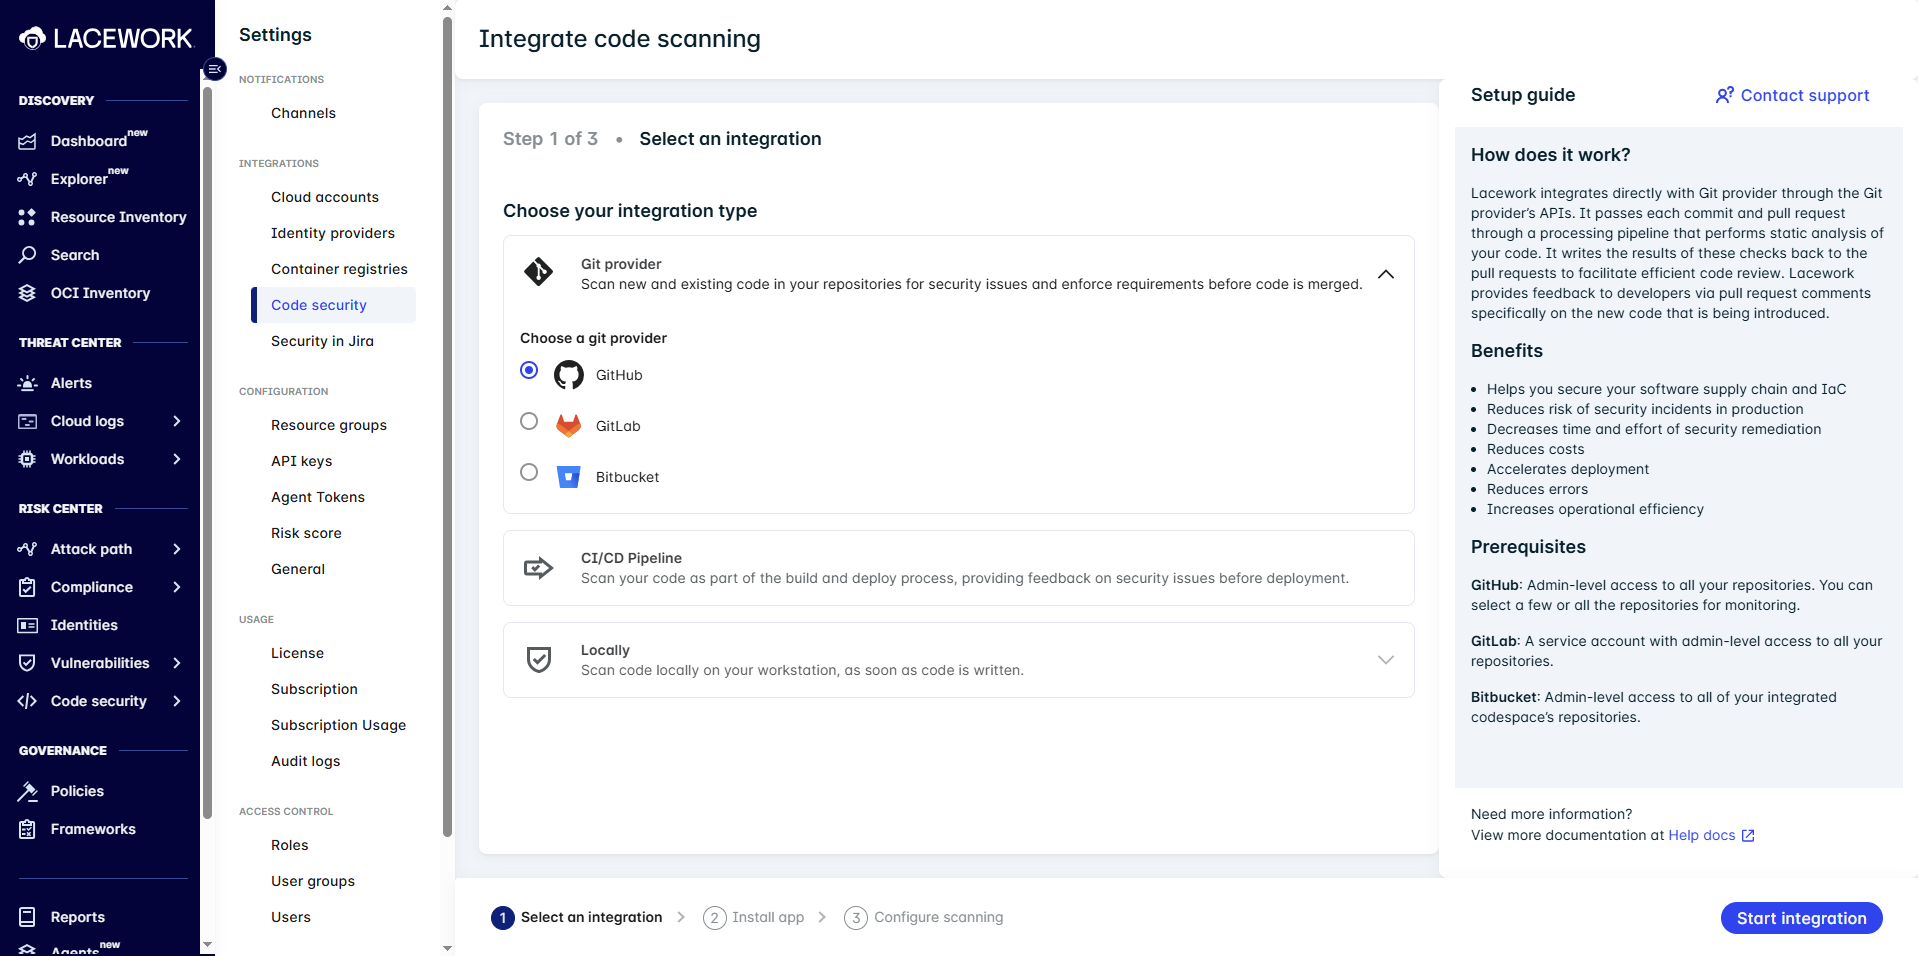 LACEWORK
DISCOVERY
Dashboard new
Explorer new
Resource Inventory
Search
OCI Inventory
THREAT CENTER
Alerts
Cloud logs
Workloads
RISK CENTER
Attack path
Compliance
Identities
Vulnerabilities
Code security
GOVERNANCE
Policies
Frameworks
Reports
Agents new
Settings
NOTIFICATIONS
Channels
INTEGRATIONS
Cloud accounts
Identity providers
Container registries
Code security
Security in Jira
CONFIGURATION
Resource groups
API keys
Agent Tokens
Risk score
General
USAGE
License
Subscription
Subscription Usage
Audit logs
ACCESS CONTROL
Roles
User groups
Users
Integrate code scanning
Step 1 of 3 • Select an integration
Choose your integration type
Git provider
Scan new and existing code in your repositories for security issues and enforce requirements before code is merged.
Choose a git provider
GitHub
GitLab
Bitbucket
CI/CD Pipeline
Scan your code as part of the build and deploy process, providing feedback on security issues before deployment.
Locally
Scan code locally on your workstation, as soon as code is written.
1 Select an integration
2 Install app
3 Configure scanning
Setup guide
Contact support
How does it work?
Lacework integrates directly with Git provider through the Git
provider’s APIs. It passes each commit and pull request
through a processing pipeline that performs static analysis of
your code. It writes the results of these checks back to the
pull requests to facilitate efficient code review. Lacework
provides feedback to developers via pull request comments
specifically on the new code that is being introduced.
Benefits
• Helps you secure your software supply chain and IaC
• Reduces risk of security incidents in production
• Decreases time and effort of security remediation
• Reduces costs
• Accelerates deployment
• Reduces errors
• Increases operational efficiency
Prerequisites
GitHub: Admin-level access to all your repositories. You can
select a few or all the repositories for monitoring.
GitLab: A service account with admin-level access to all your
repositories.
Bitbucket: Admin-level access to all of your integrated
codespace’s repositories.
Need more information?
View more documentation at Help docs
Start integration